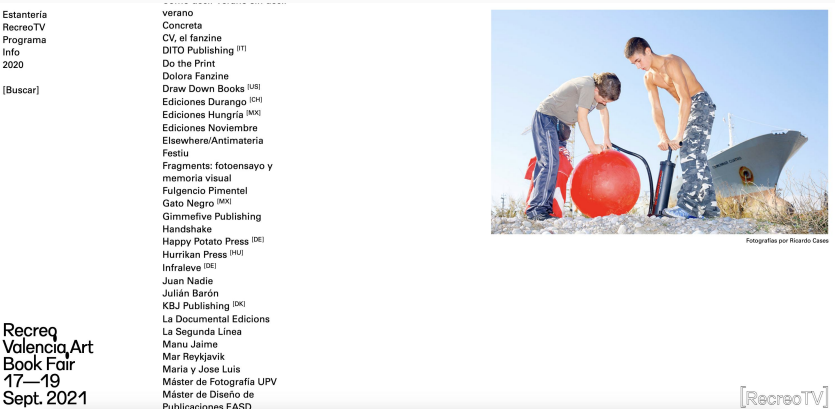 Estantería
RecreoTV
Programa
Info
2020
[Buscar]
Recreo
Valencia Art
Book Fair
17—19
Sept. 2021
verano
Concreta
CV, el fanzine
DITO Publishing [IT]
Do the Print
Dolora Fanzine
Draw Down Books [US]
Ediciones Durango [CH]
Ediciones Hungría [MX]
Ediciones Noviembre
Elsewhere/Antimateria
Festiu
Fragments: fotoensayo y
memoria visual
Fulgencio Pimentel
Gato Negro [MX]
Gimmefive Publishing
Handshake
Happy Potato Press [DE]
Hurrikan Press [HU]
Infraleve [DE]
Juan Nadie
Julián Barón
KBJ Publishing [DK]
La Documental Edicions
La Segunda Línea
Manu Jaime
Mar Reykjavik
Maria y Jose Luis
Máster de Fotografía UPV
Máster de Diseño de
Publicaciones EASD
Fotografías por Ricardo Cases
[RecreoTV]